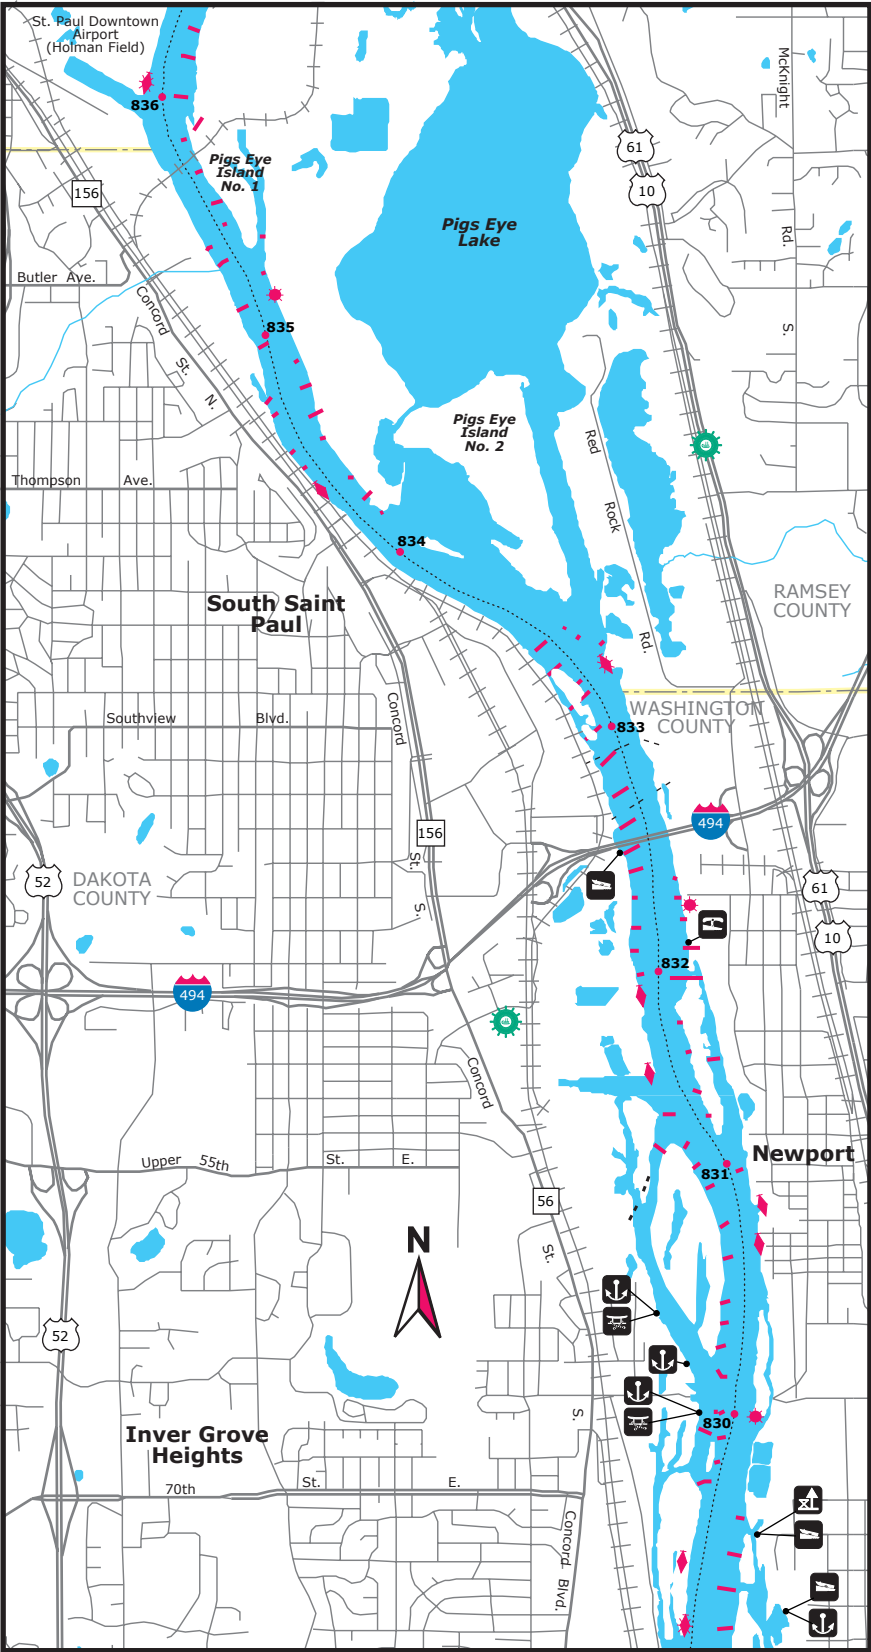 St. Paul Downtown
Airport
(Holman Field)
McKnight
836
61
Pigs Eye
Island
No. 1
156
10
Pigs Eye
Lake
Rd.
Butler Ave.
Concord
835
S.
St.
N.
Pigs Eye
Island
No. 2
Red
Thompson Ave.
Rock
834
RAMSEY
COUNTY
South Saint
Paul
Rd.
WASHINGTON
COUNTY
Southview Blvd.
Concord
833
494
156
St.
52
DAKOTA
COUNTY
61
S.
10
832
494
Concord
Newport
Upper 55th St. E.
831
56
N
St.
52
S.
830
Inver Grove
Heights
70th St. E.
Concord
Blvd.